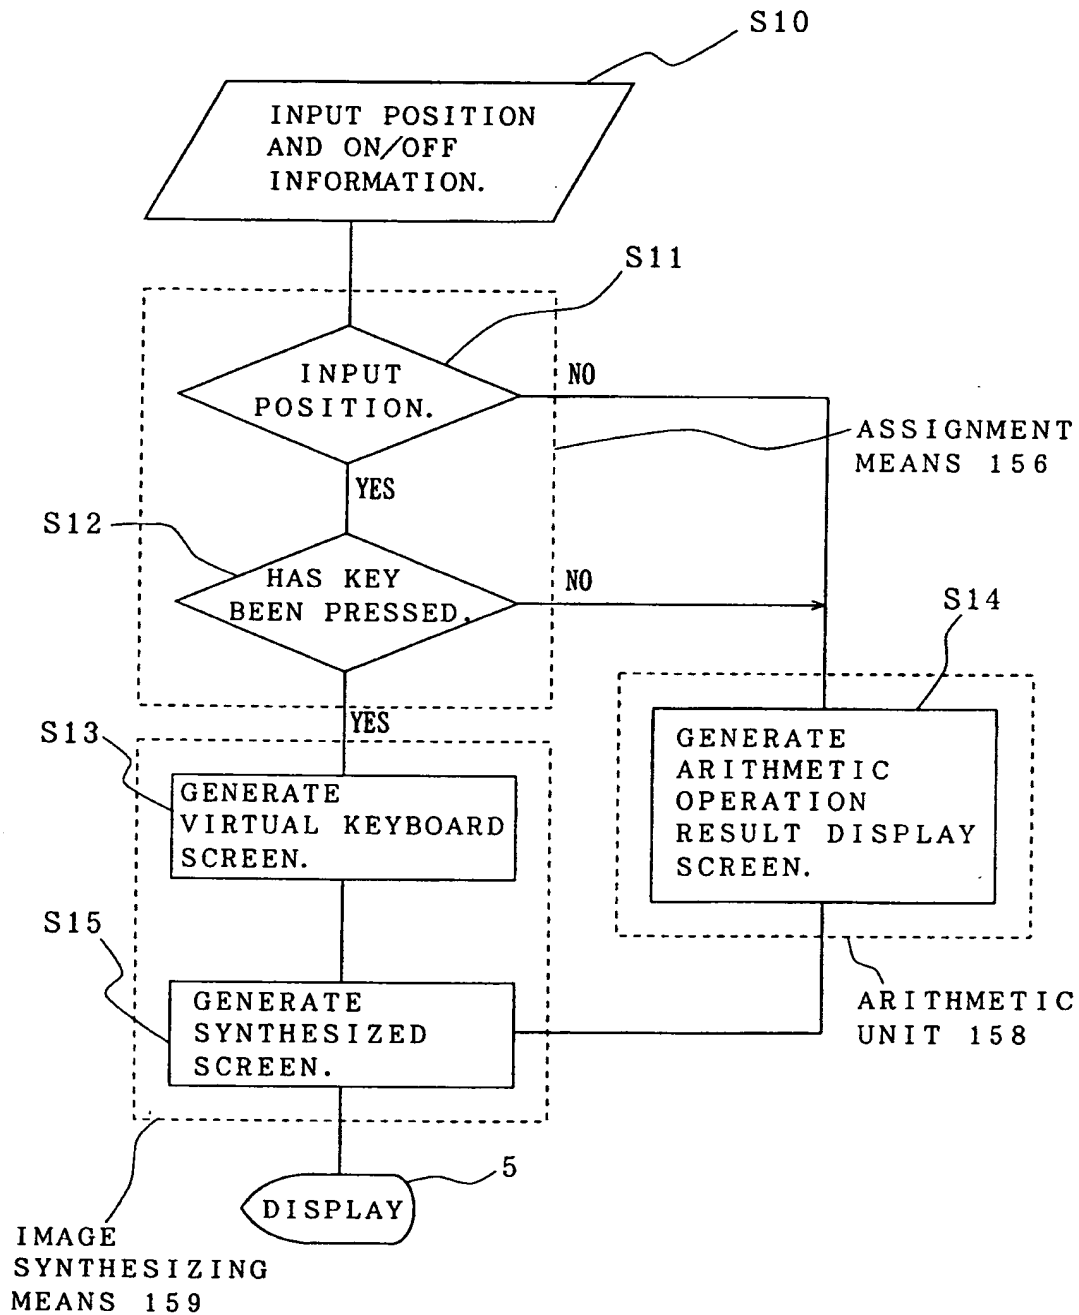 S10
INPUT POSITION
AND ON/OFF
INFORMATION.
S11
INPUT
POSITION.
NO
ASSIGNMENT
MEANS 156
YES
S12
HAS KEY
BEEN PRESSED.
NO
S14
YES
S13
GENERATE
VIRTUAL KEYBOARD
SCREEN.
GENERATE
ARITHMETIC
OPERATION
RESULT DISPLAY
SCREEN.
S15
GENERATE
SYNTHESIZED
SCREEN.
ARITHMETIC
UNIT 158
5
DISPLAY
IMAGE
SYNTHESIZING
MEANS 159